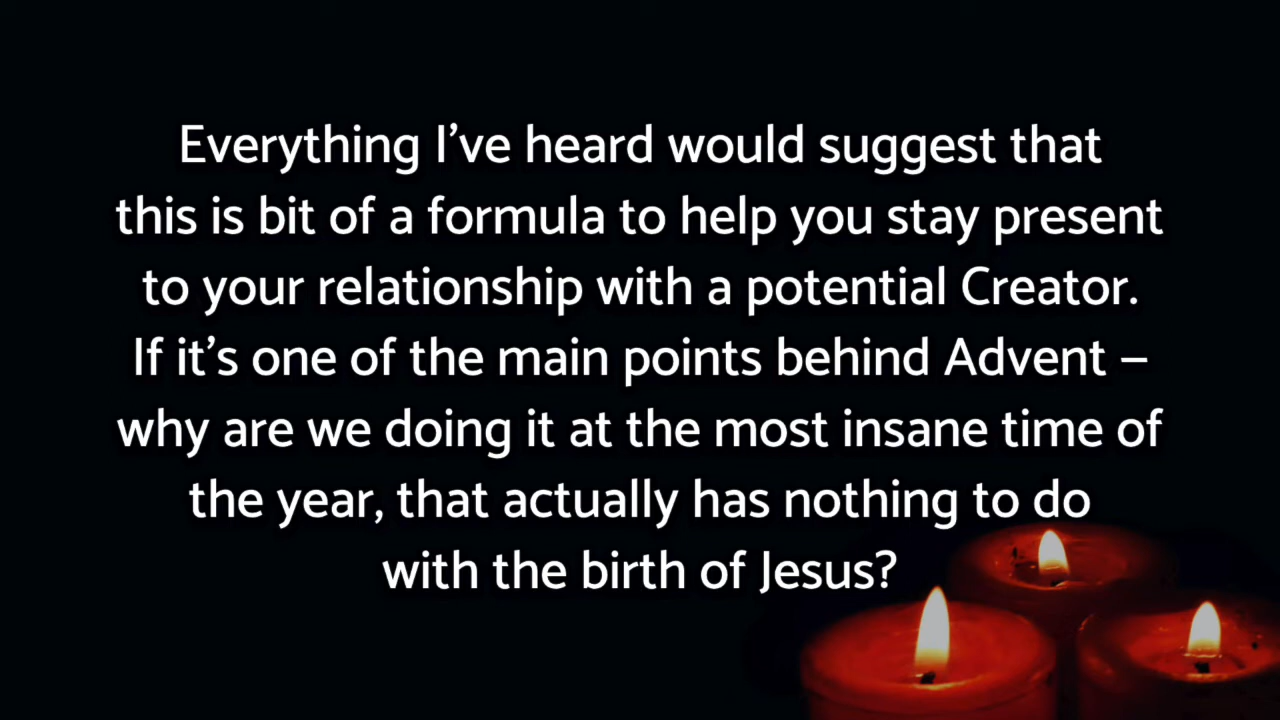 Everything I’ve heard would suggest that
this is bit of a formula to help you stay present
to your relationship with a potential Creator.
If it’s one of the main points behind Advent –
why are we doing it at the most insane time of
the year, that actually has nothing to do
with the birth of Jesus?